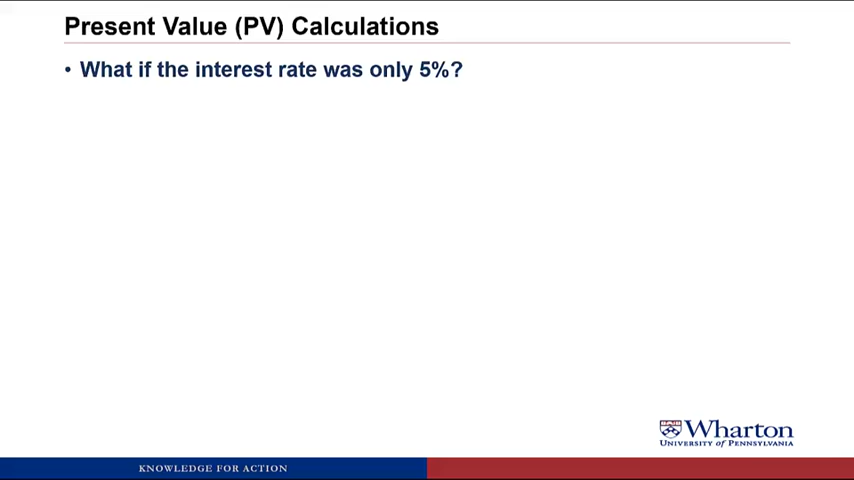 Present Value (PV) Calculations
• What if the interest rate was only 5%?
Wharton
UNIVERSITY OF PENNSYLVANIA
KNOWLEDGE FOR ACTION